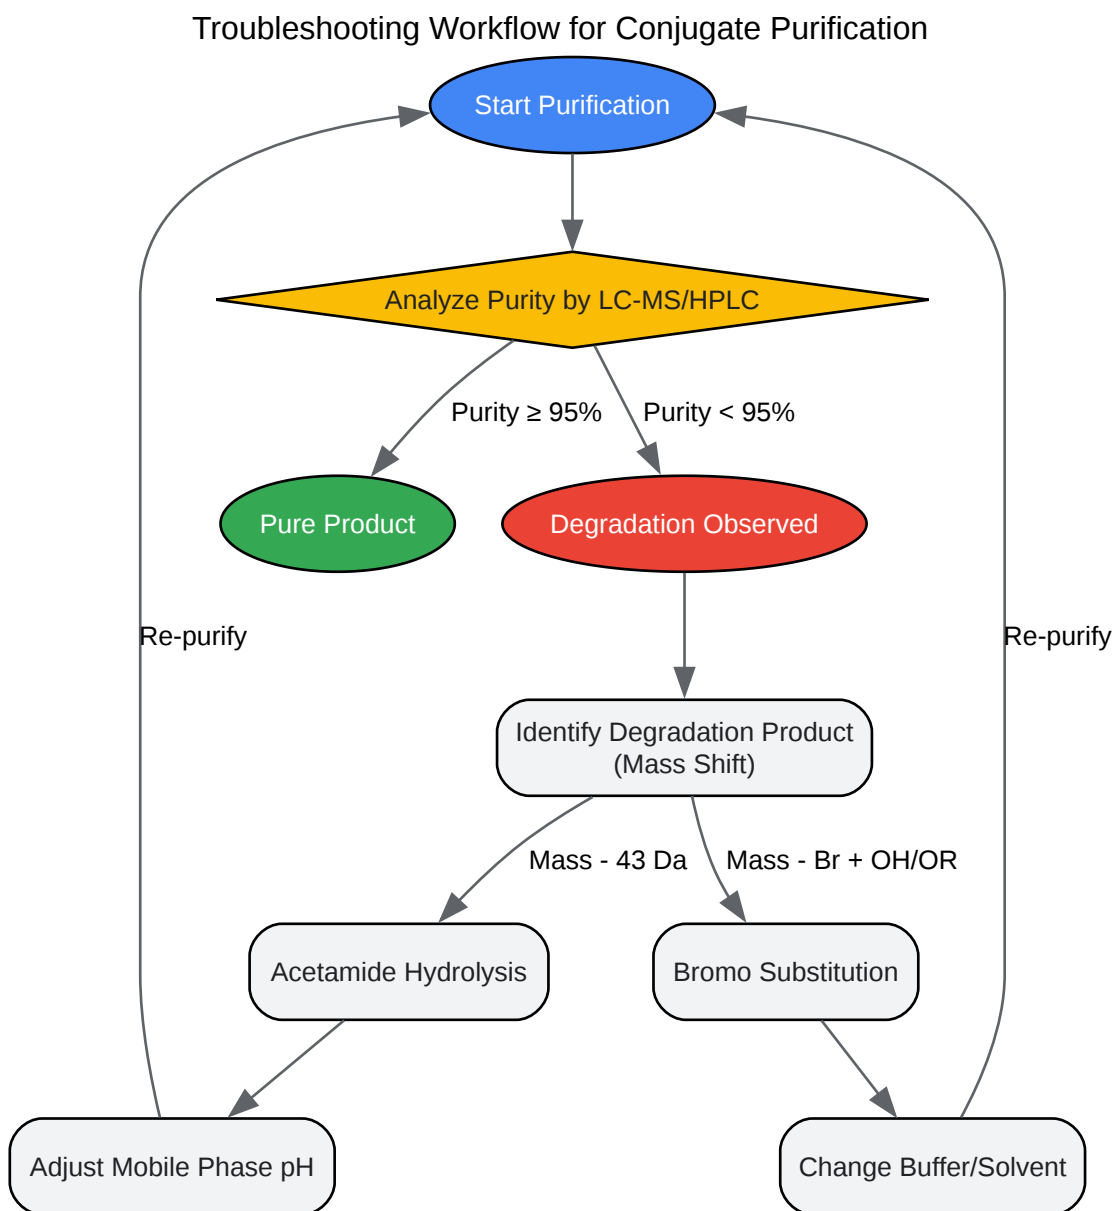 Troubleshooting Workflow for Conjugate Purification
Start Purification
Analyze Purity by LC-MS/HPLC
Purity ≥ 95%
Purity < 95%
Pure Product
Degradation Observed
Re-purify
Re-purify
Identify Degradation Product
(Mass Shift)
Mass - 43 Da
Mass - Br + OH/OR
Acetamide Hydrolysis
Bromo Substitution
Adjust Mobile Phase pH
Change Buffer/Solvent